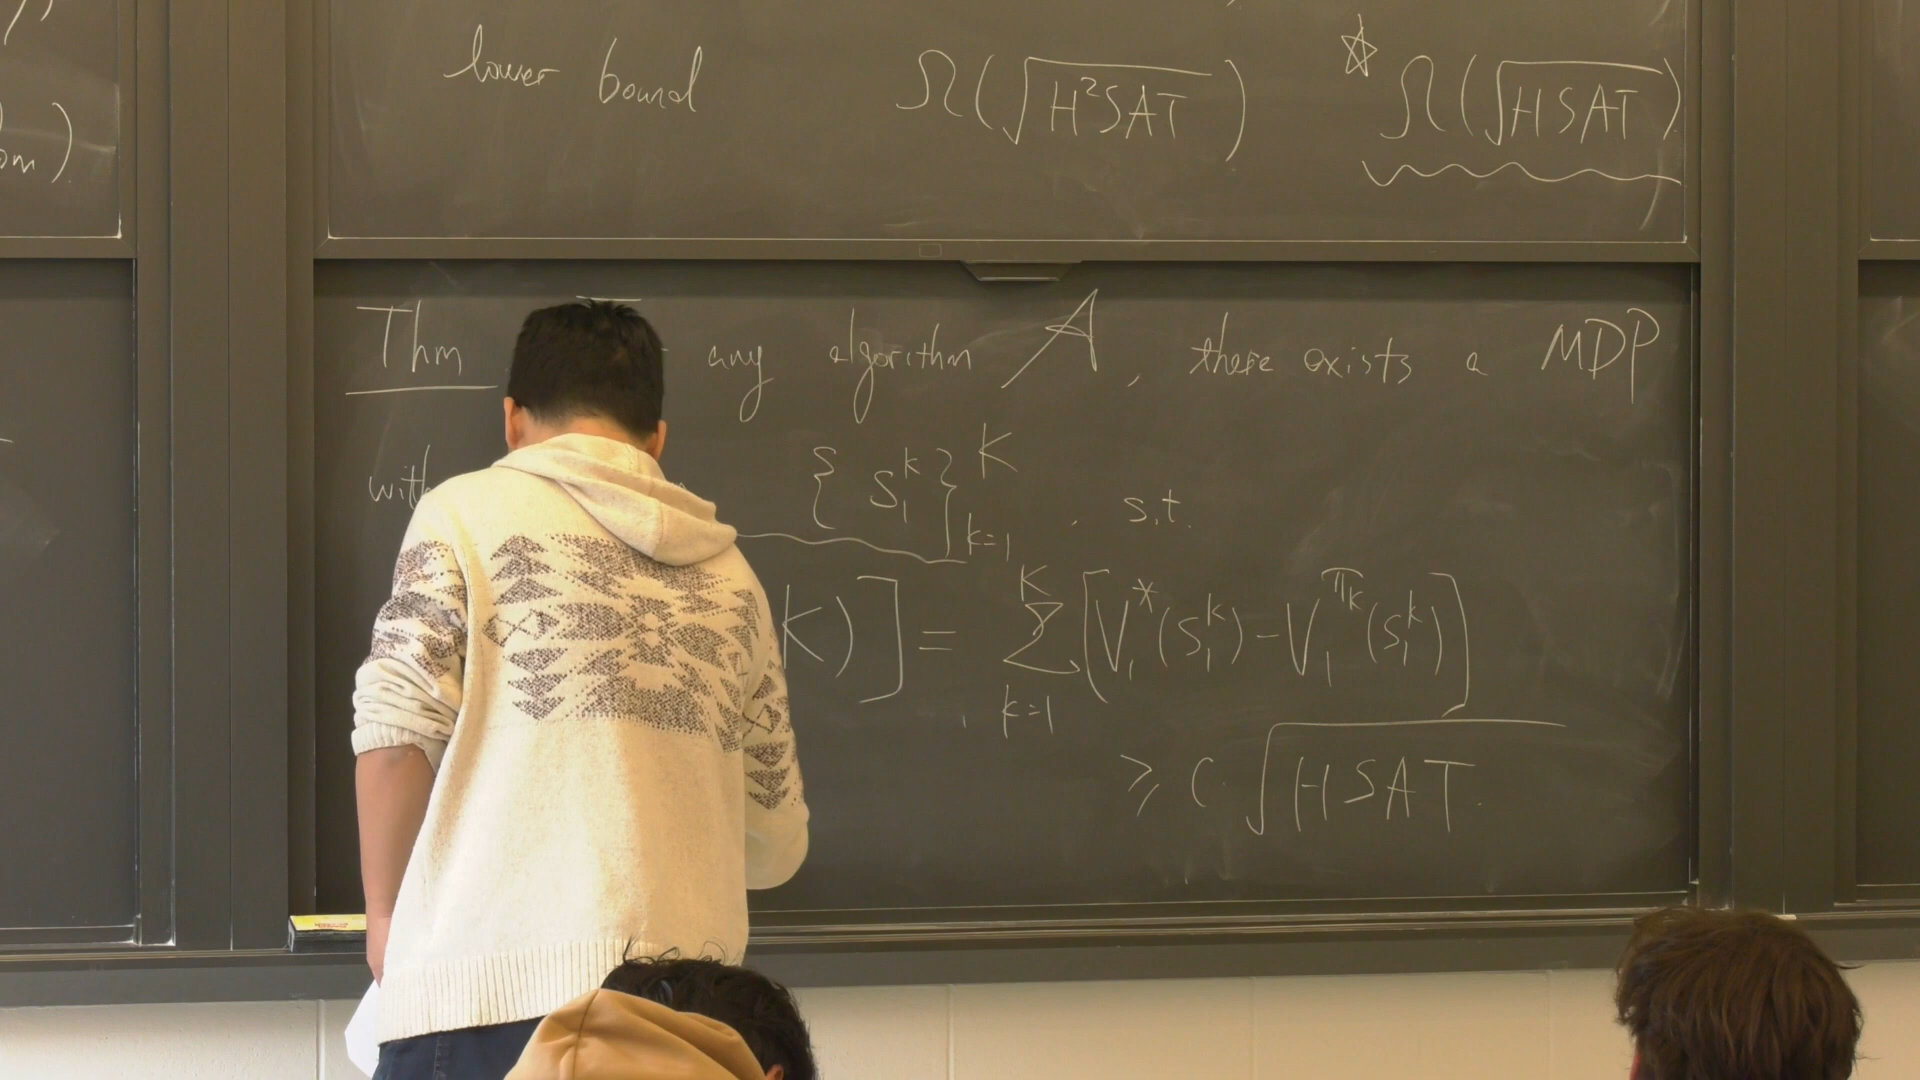 om)
lower bound Ω(√H²SAT) ☆ Ω(√HSAT)
Thm any algorithm A, there exists a MDP
with {s₁ᵏ}ₖ₌₁ᴷ . s.t.
K)] = ∑ₖ₌₁ᴷ [V₁*(s₁ᵏ) - V₁^{πₖ}(s₁ᵏ)]
≥ C·√HSAT.